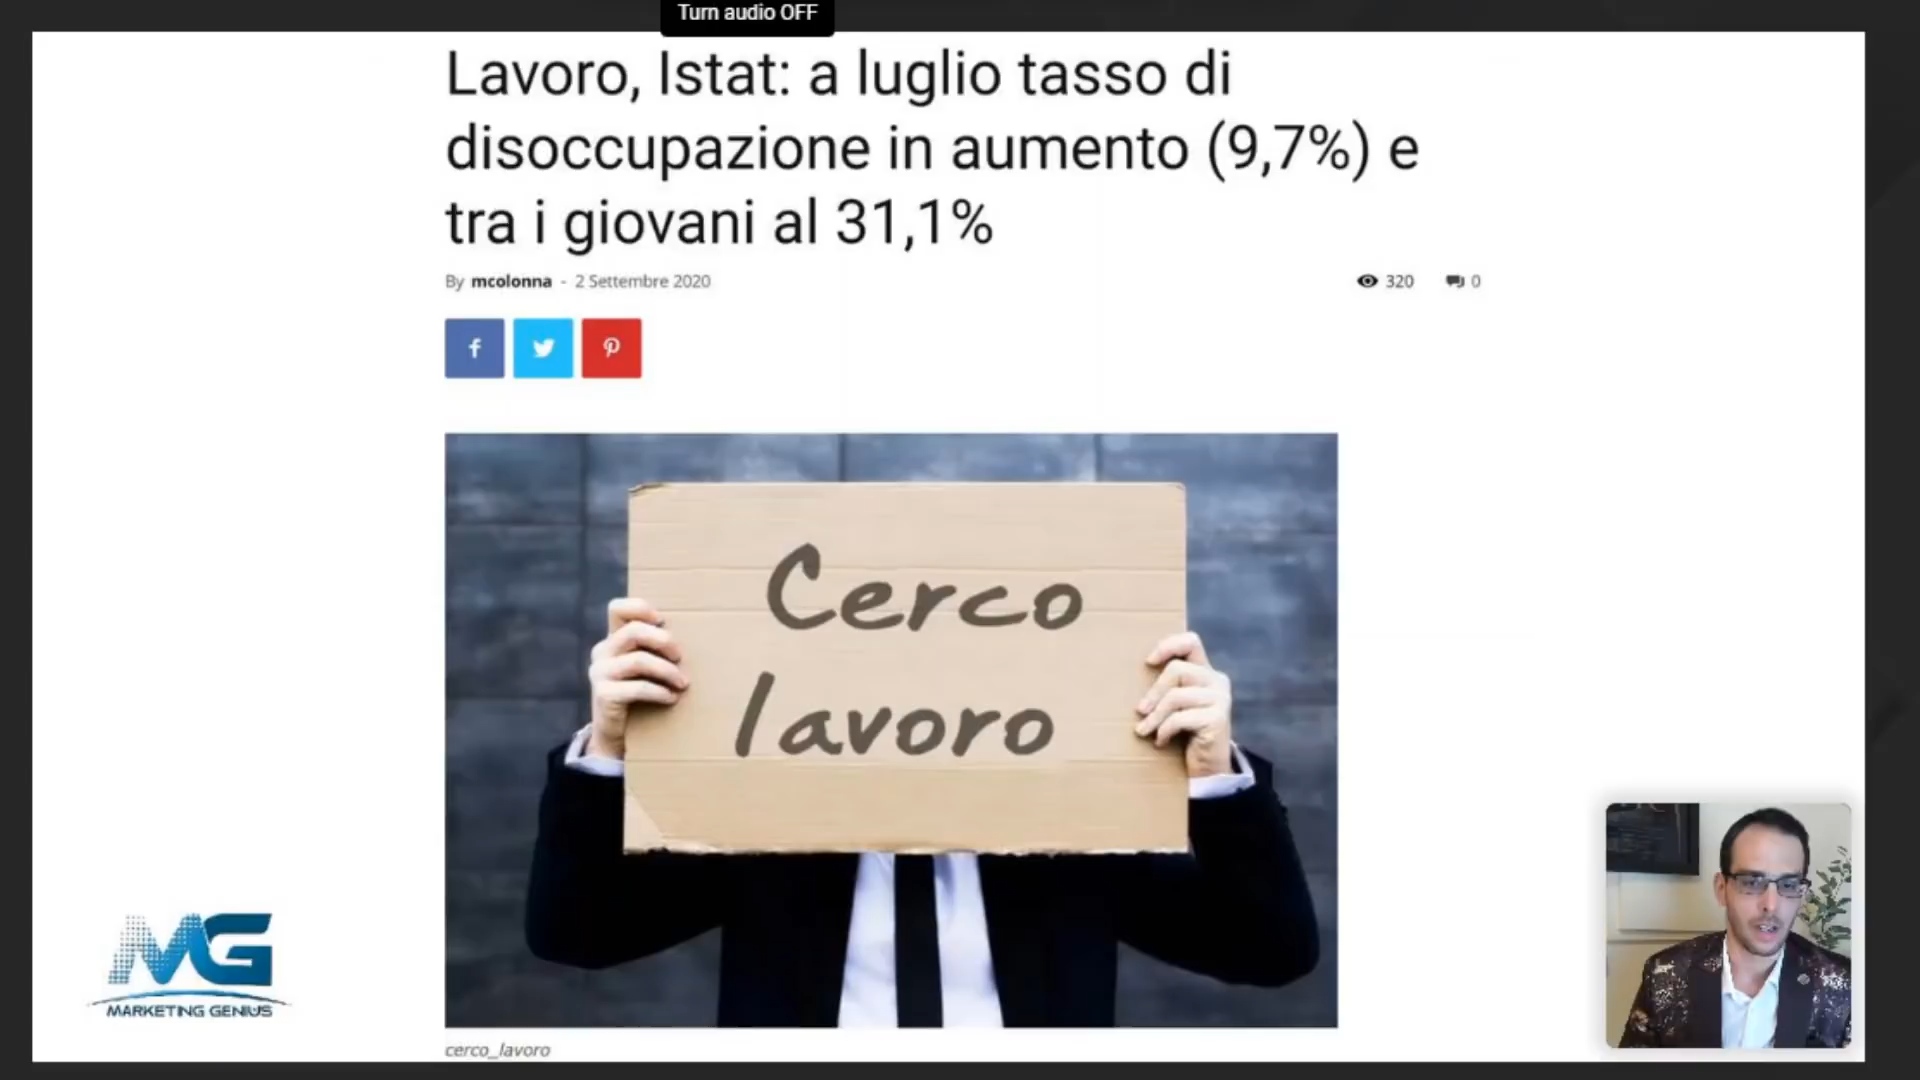 Turn audio OFF
Lavoro, Istat: a luglio tasso di
disoccupazione in aumento (9,7%) e
tra i giovani al 31,1%
By mcolonna - 2 Settembre 2020
320
0
Cerco
lavoro
MG
MARKETING GENIUS
cerco_lavoro